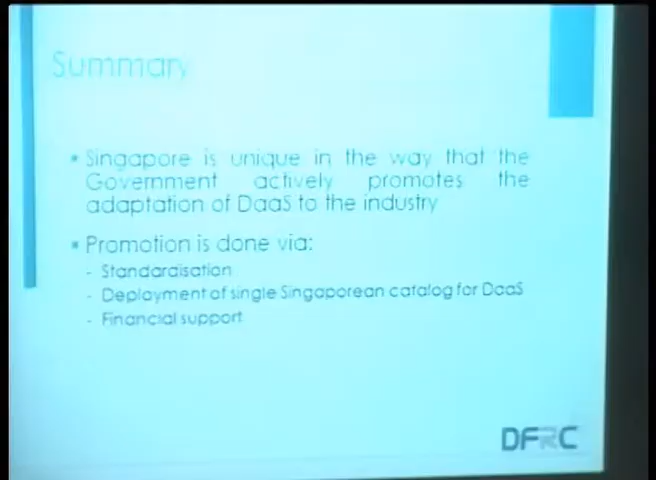 Summary
▪ Singapore is unique in the way that the
Government actively promotes the
adaptation of DaaS to the industry
▪ Promotion is done via:
- Standardisation
- Deployment of single Singaporean catalog for DaaS
- Financial support
DFRC